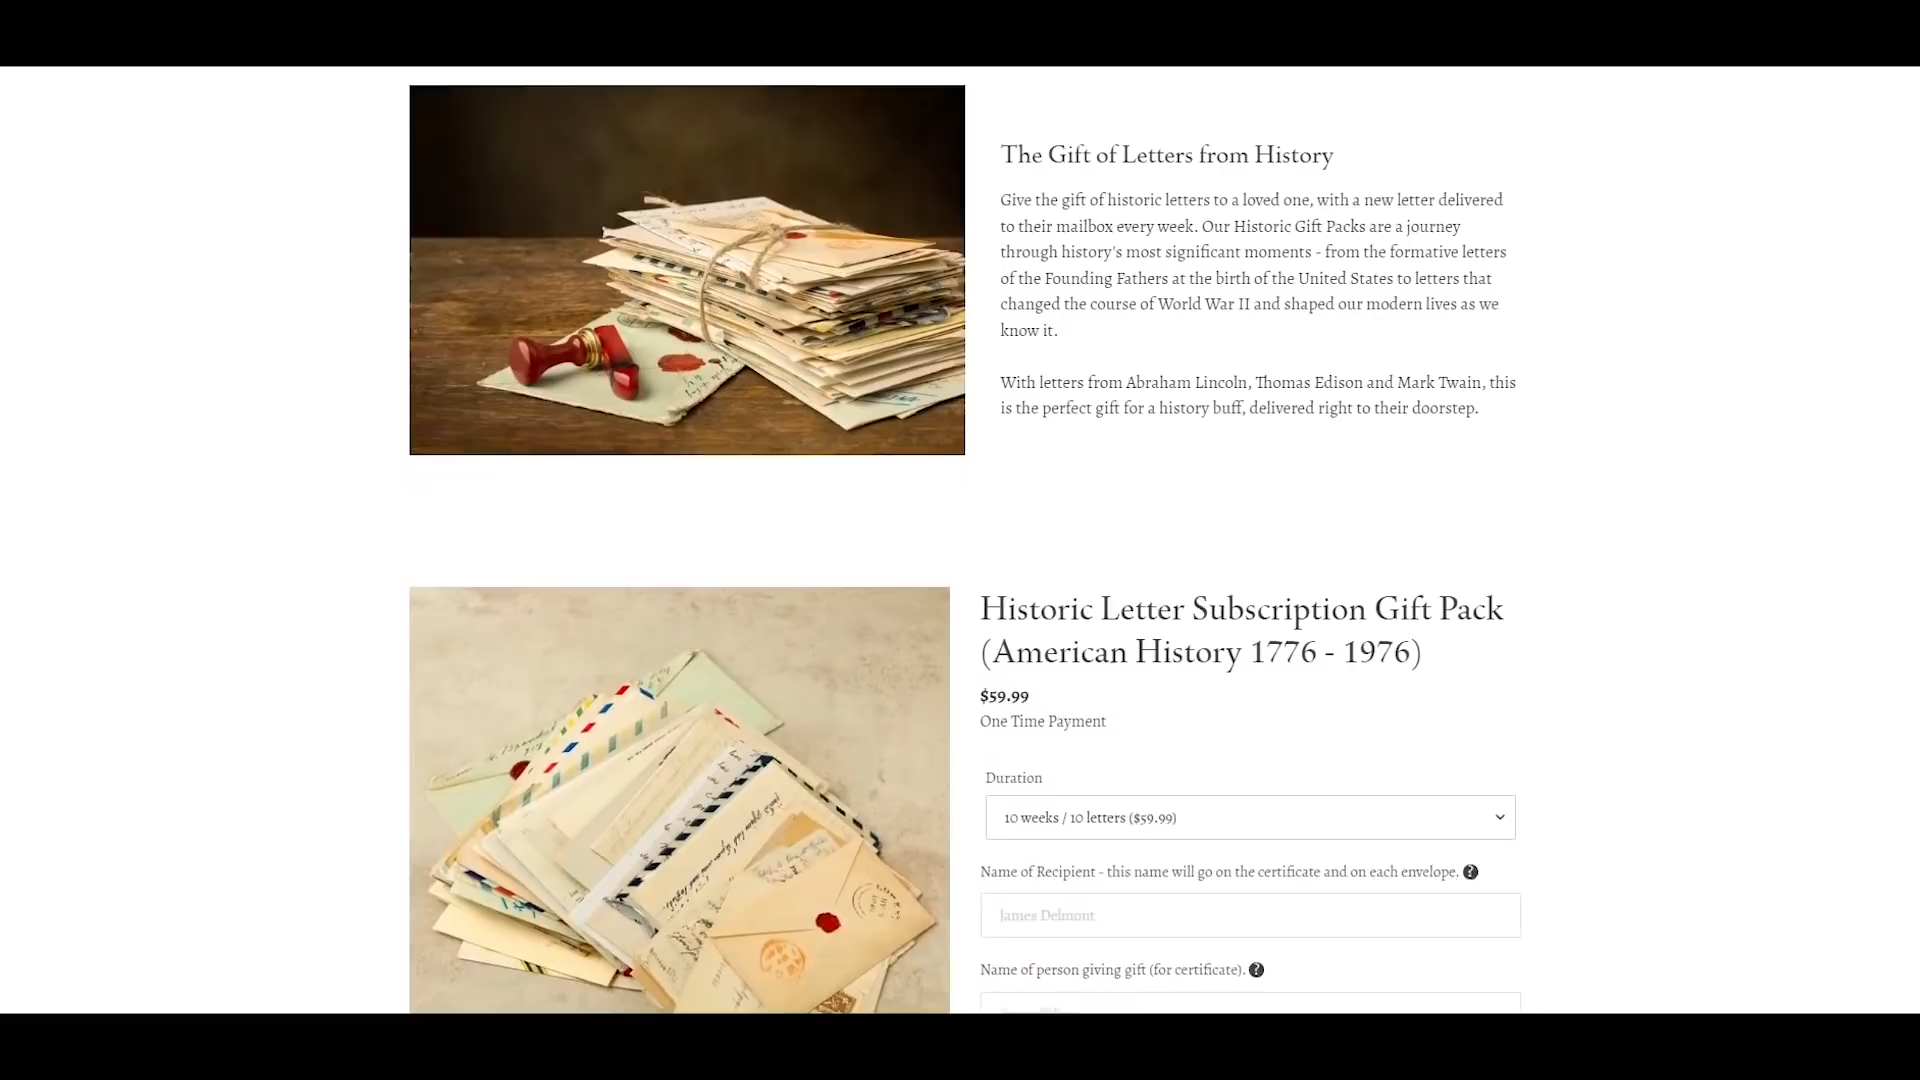 The Gift of Letters from History
Give the gift of historic letters to a loved one, with a new letter delivered
to their mailbox every week. Our Historic Gift Packs are a journey
through history's most significant moments - from the formative letters
of the Founding Fathers at the birth of the United States to letters that
changed the course of World War II and shaped our modern lives as we
know it.
With letters from Abraham Lincoln, Thomas Edison and Mark Twain, this
is the perfect gift for a history buff, delivered right to their doorstep.
Historic Letter Subscription Gift Pack
(American History 1776 - 1976)
$59.99
One Time Payment
Duration
10 weeks / 10 letters ($59.99)
Name of Recipient - this name will go on the certificate and on each envelope. ?
James Delmont
Name of person giving gift (for certificate). ?